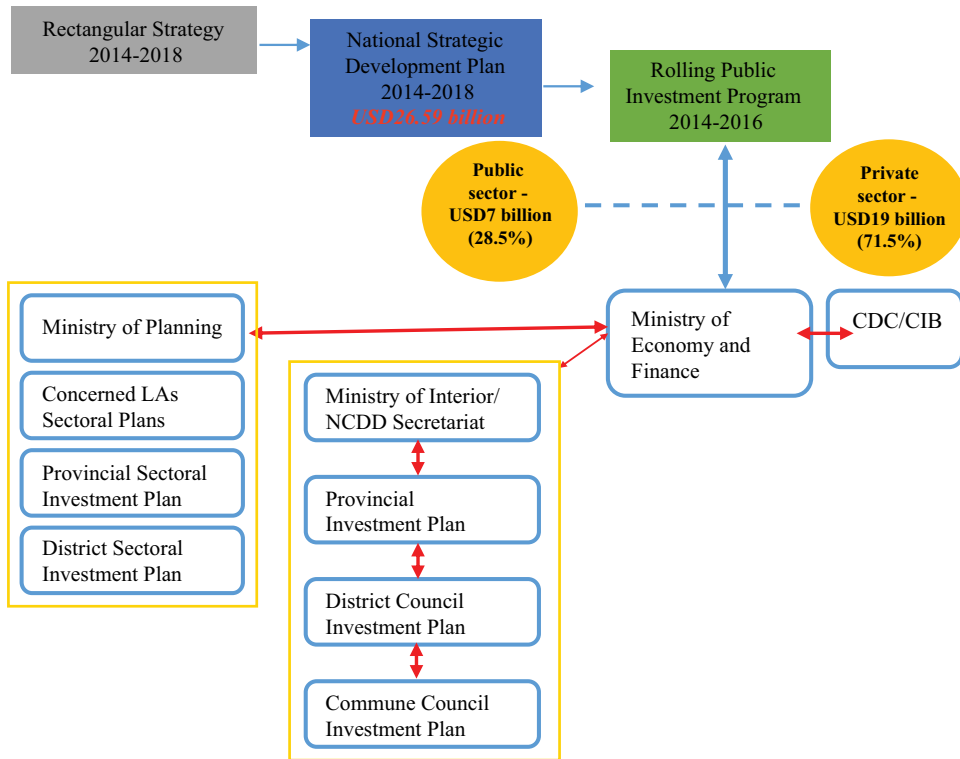 Rectangular Strategy
2014-2018
National Strategic
Development Plan
2014-2018
USD26.59 billion
Rolling Public
Investment Program
2014-2016
Public
sector -
USD7 billion
(28.5%)
Private
sector -
USD19 billion
(71.5%)
Ministry of Planning
Concerned LAs
Sectoral Plans
Provincial Sectoral
Investment Plan
District Sectoral
Investment Plan
Ministry of Interior/
NCDD Secretariat
Provincial
Investment Plan
District Council
Investment Plan
Commune Council
Investment Plan
Ministry of
Economy and
Finance
CDC/CIB